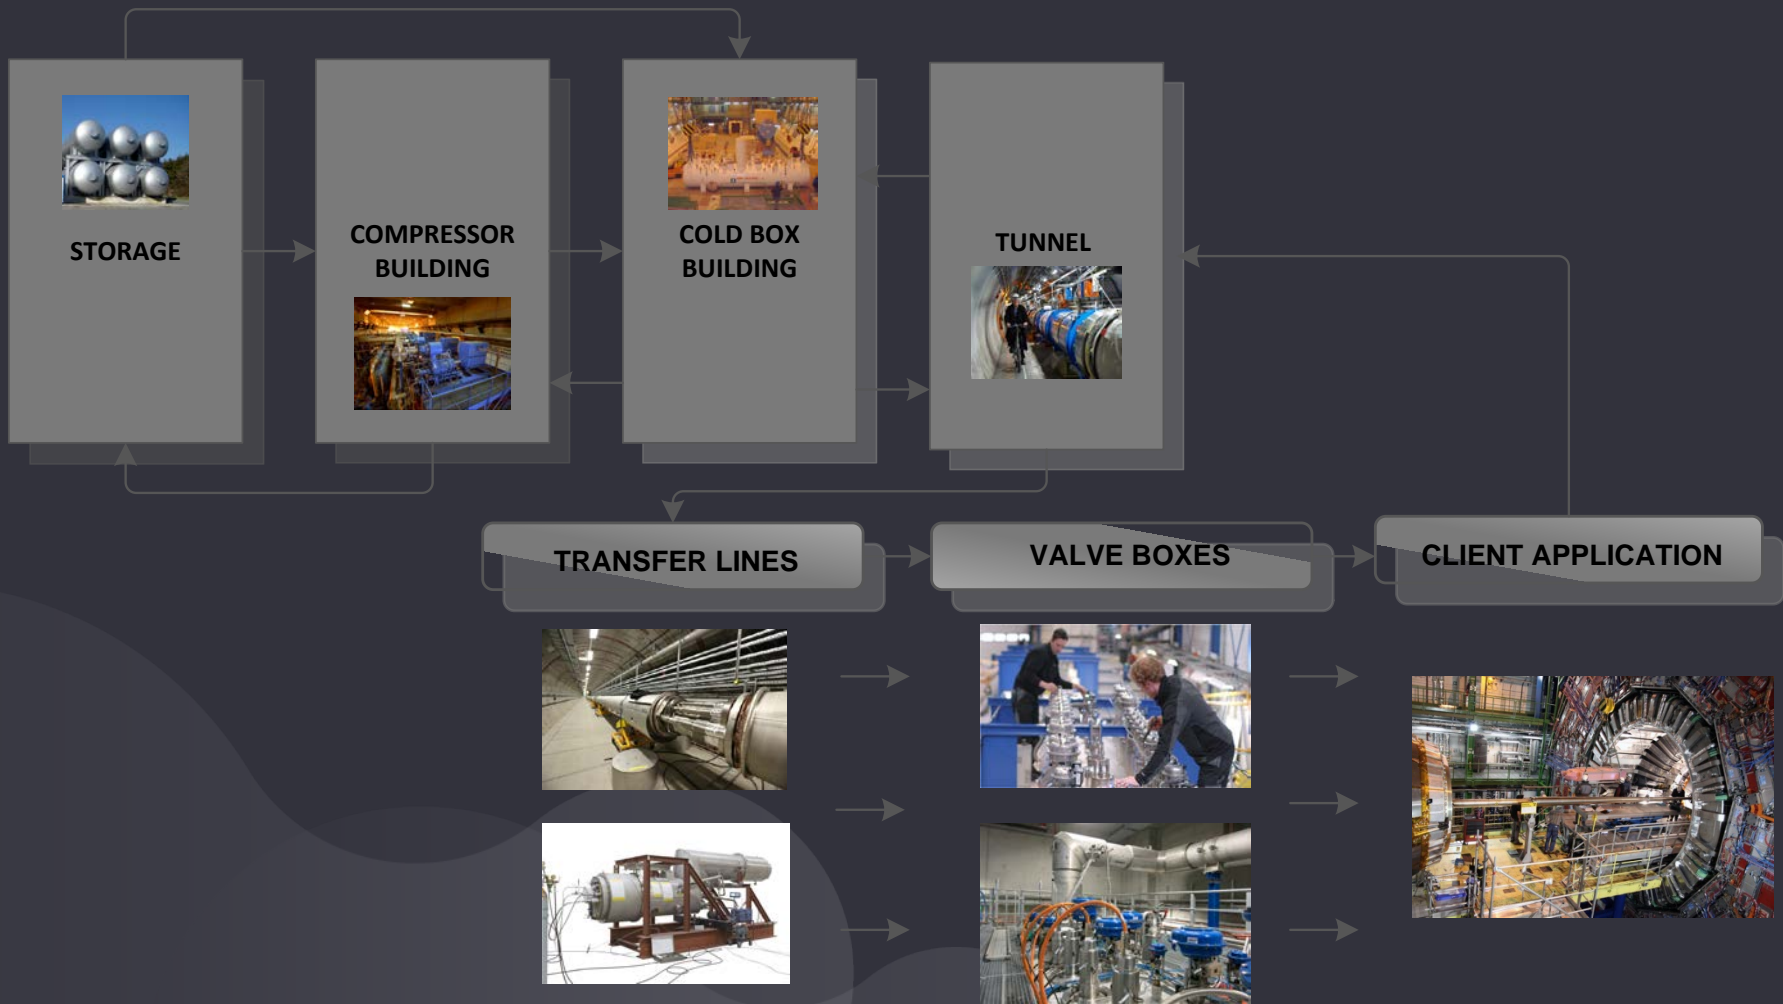 STORAGE
COMPRESSOR
BUILDING
COLD BOX
BUILDING
TUNNEL
TRANSFER LINES
VALVE BOXES
CLIENT APPLICATION